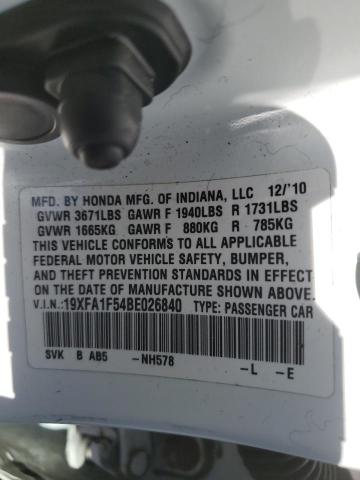 MFD. BY HONDA MFG. OF INDIANA, LLC 12/'10
GVWR 3671LBS GAWR F 1940LBS R 1731LBS
GVWR 1665KG GAWR F 880KG R 785KG
THIS VEHICLE CONFORMS TO ALL APPLICABLE
FEDERAL MOTOR VEHICLE SAFETY, BUMPER,
AND THEFT PREVENTION STANDARDS IN EFFECT
ON THE DATE OF MANUFACTURE SHOWN ABOVE.
V.I.N.:19XFA1F54BE026840 TYPE: PASSENGER CAR
SVK B AB5 -NH578 -L -E